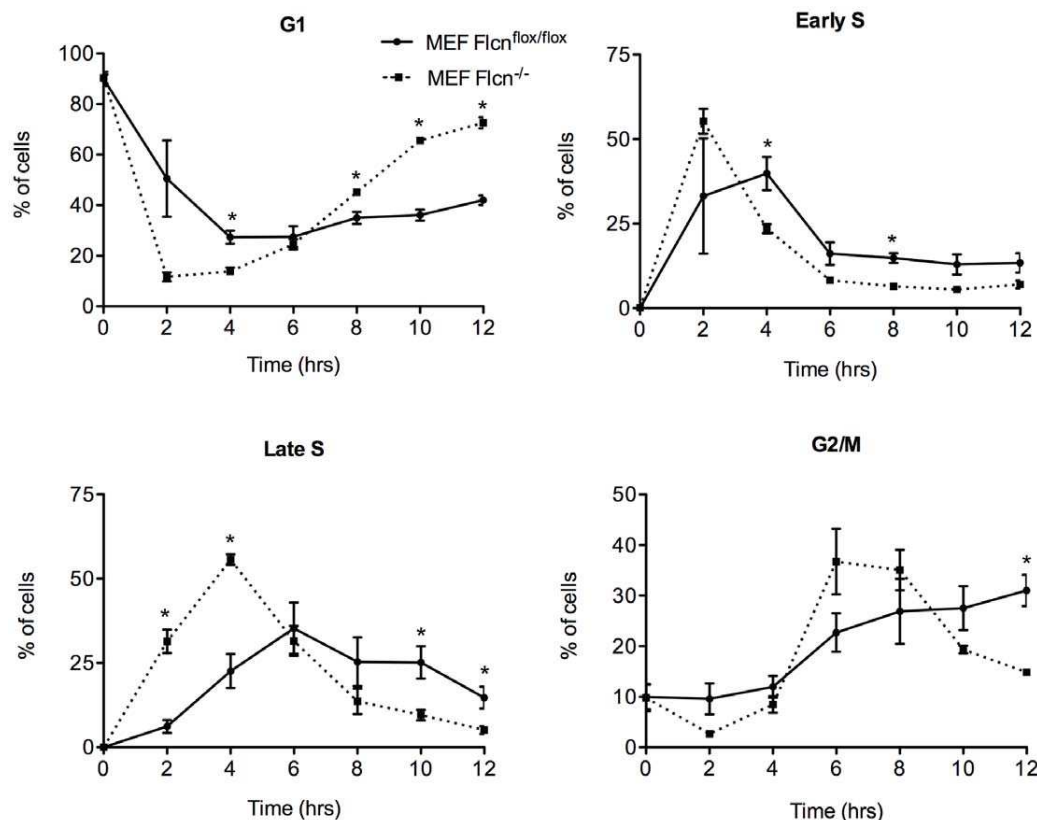 G1
MEF Flcn^flox/flox
MEF Flcn^-/-
% of cells
100
80
60
40
20
0
* * * *
0 2 4 6 8 10 12
Time (hrs)
Early S
% of cells
75
50
25
0
* *
0 2 4 6 8 10 12
Time (hrs)
Late S
% of cells
75
50
25
0
* * * *
0 2 4 6 8 10 12
Time (hrs)
G2/M
% of cells
50
40
30
20
10
0
*
0 2 4 6 8 10 12
Time (hrs)